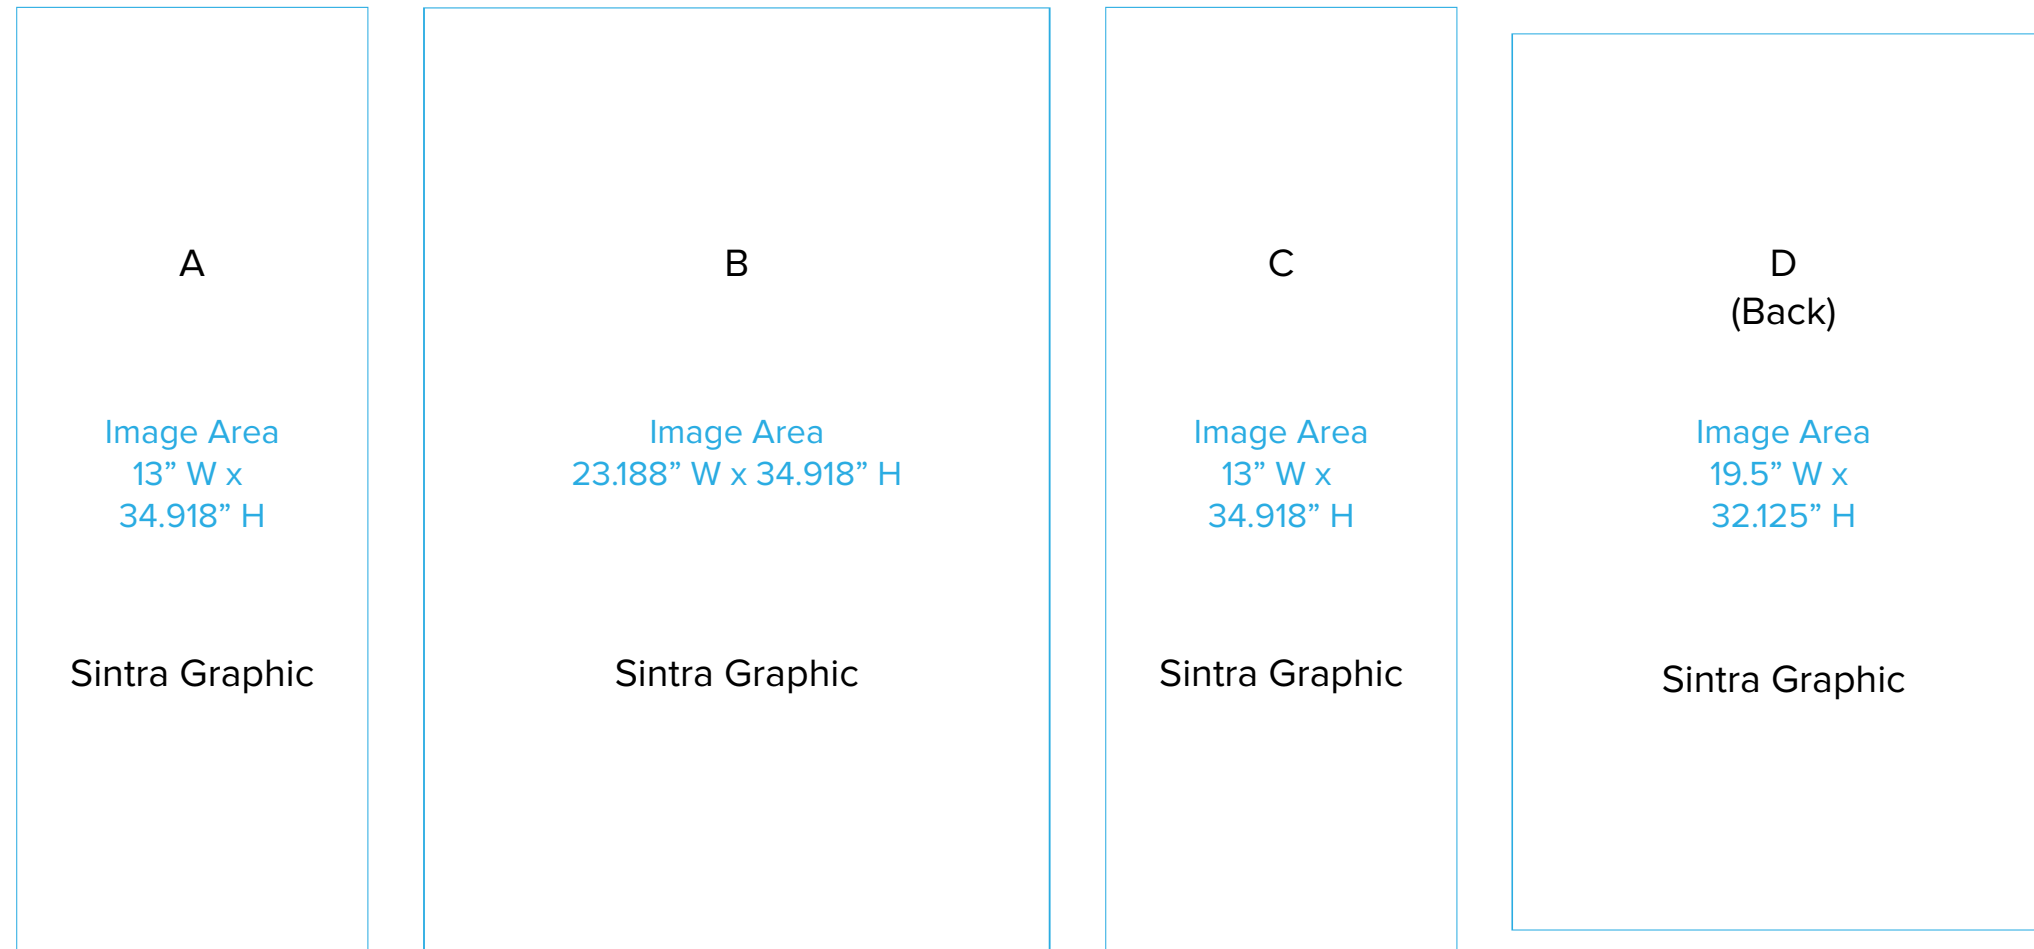 A
Image Area
13” W x
34.918” H
Sintra Graphic
B
Image Area
23.188” W x 34.918” H
Sintra Graphic
C
Image Area
13” W x
34.918” H
Sintra Graphic
D
(Back)
Image Area
19.5” W x
32.125” H
Sintra Graphic